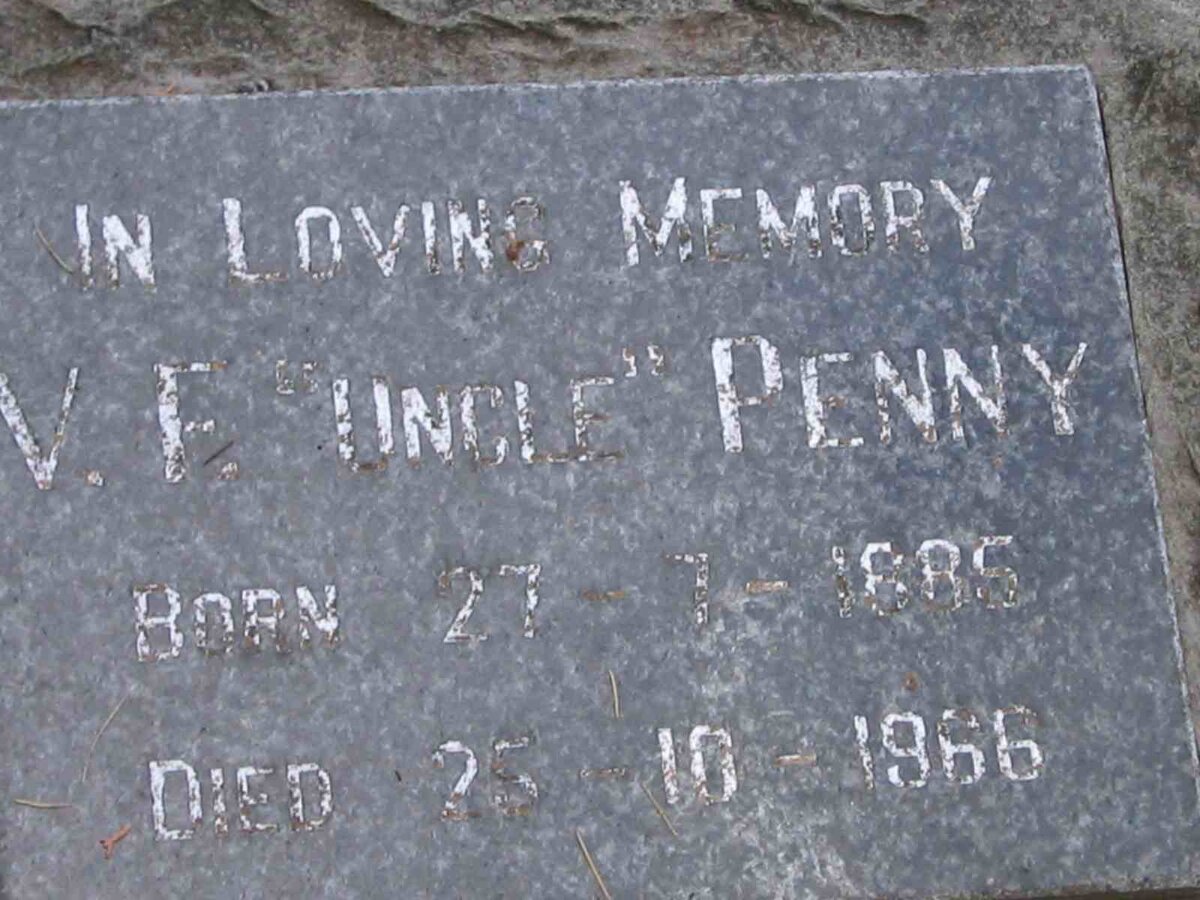 In Loving Memory
V. F. "Uncle" Penny
Born 27 - 7 - 1885
Died 25 - 10 - 1966